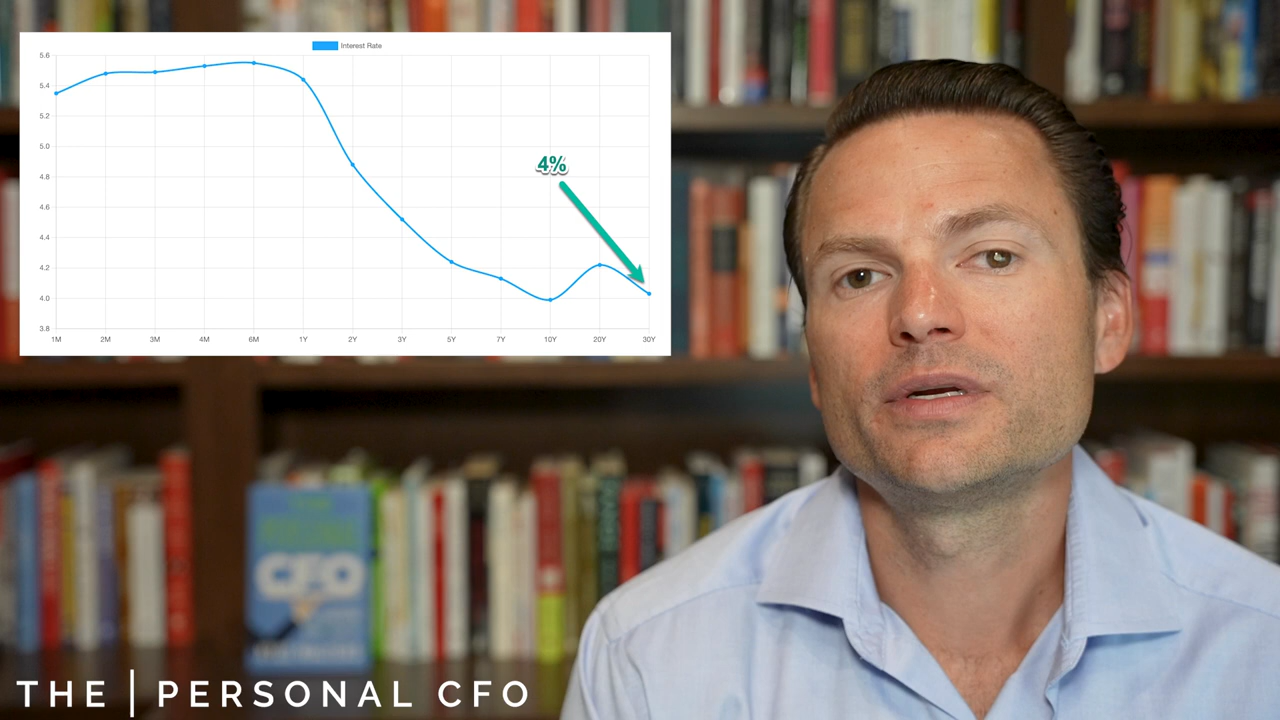 Interest Rate
5.6
5.4
5.2
5.0
4.8
4.6
4.4
4.2
4.0
3.8
1M 2M 3M 4M 6M 1Y 2Y 3Y 5Y 7Y 10Y 20Y 30Y
4%
CFO
THE | PERSONAL CFO